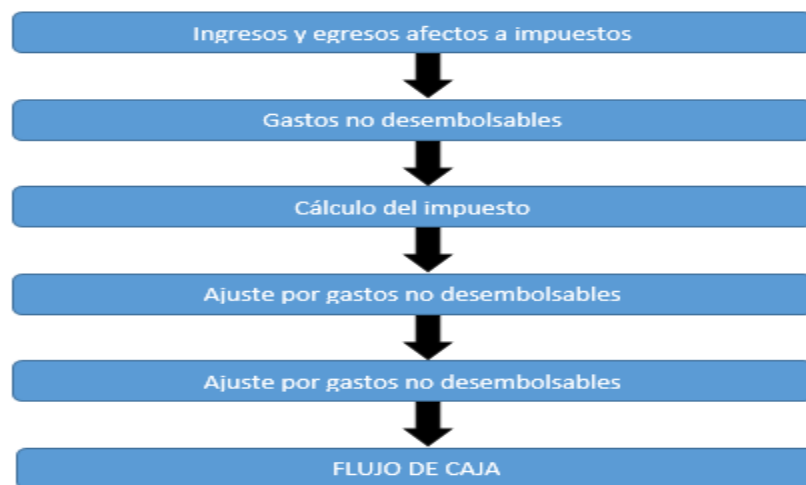 Ingresos y egresos afectos a impuestos
Gastos no desembolsables
Cálculo del impuesto
Ajuste por gastos no desembolsables
Ajuste por gastos no desembolsables
FLUJO DE CAJA